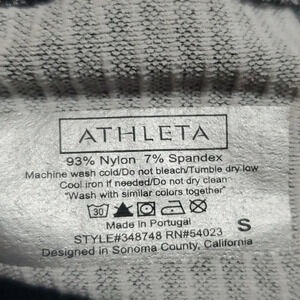 ATHLETA
93% Nylon 7% Spandex
Machine wash cold/Do not bleach/Tumble dry low
Cool iron if needed/Do not dry clean
"Wash with similar colors together"
30
Made in Portugal
S
STYLE#348748 RN#54023
Designed in Sonoma County, California